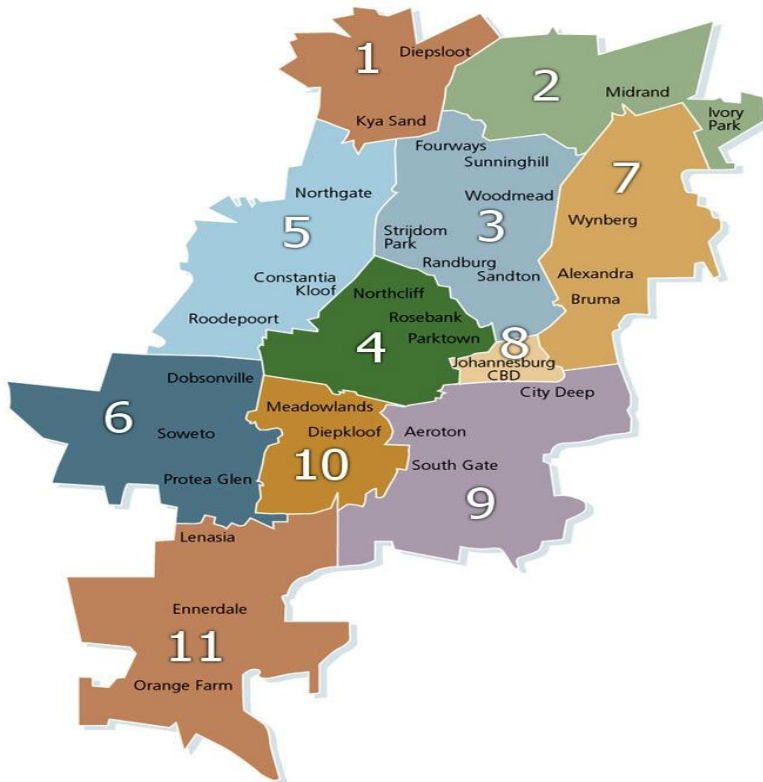 1
Diepsloot
Kya Sand
2
Midrand
Ivory
Park
Fourways
Sunninghill
Woodmead
3
Strijdom
Park
Randburg
Sandton
7
Wynberg
Alexandra
Bruma
Northgate
5
Constantia
Kloof
Roodepoort
Northcliff
Rosebank
Parktown
4
8
Johannesburg
CBD
Dobsonville
6
Soweto
Protea Glen
Meadowlands
Diepkloof
10
City Deep
Aeroton
South Gate
9
Lenasia
Ennerdale
11
Orange Farm